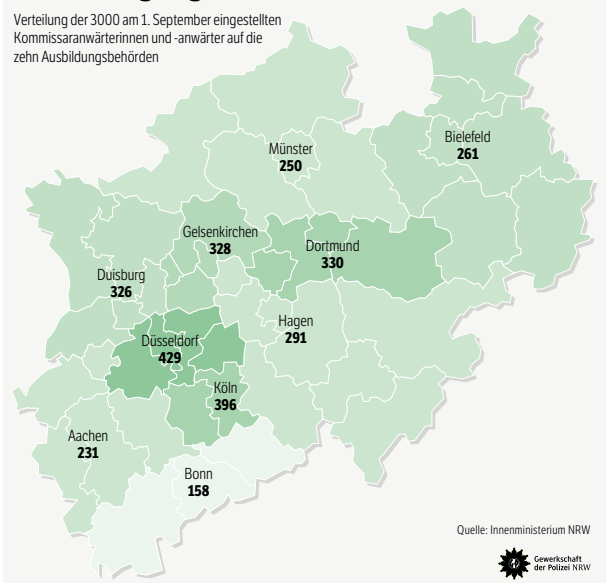 Verteilung der 3000 am 1. September eingestellten
Kommissaranwärterinnen und -anwärter auf die
zehn Ausbildungsbehörden
Münster
250
Bielefeld
261
Gelsenkirchen
328
Dortmund
330
Duisburg
326
Hagen
291
Düsseldorf
429
Köln
396
Aachen
231
Bonn
158
Quelle: Innenministerium NRW
Gewerkschaft
der Polizei NRW